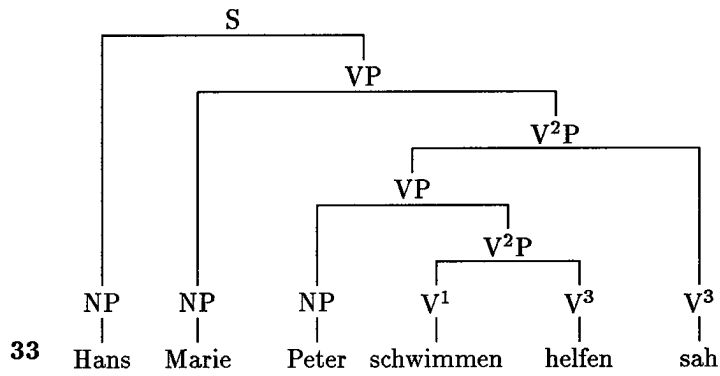 S
VP
V²P
VP
V²P
NP NP NP V¹ V³ V³
33 Hans Marie Peter schwimmen helfen sah